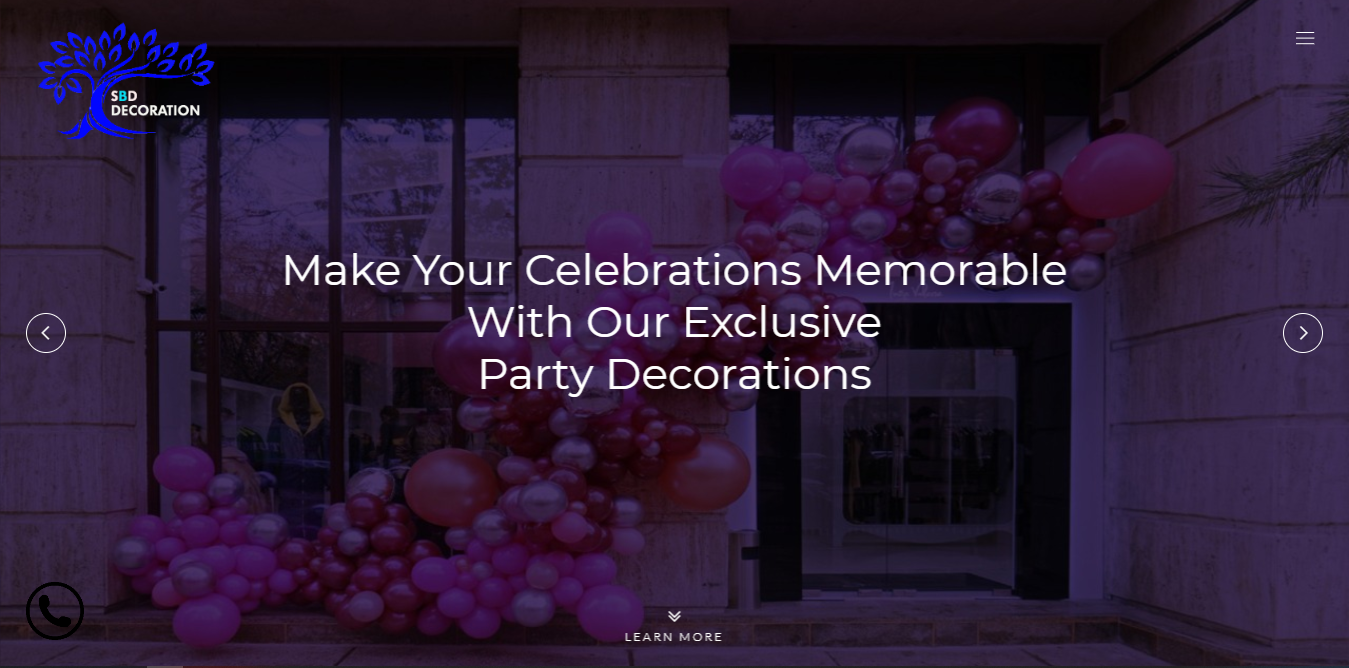 SBD
DECORATION
Make Your Celebrations Memorable
With Our Exclusive
Party Decorations
LEARN MORE